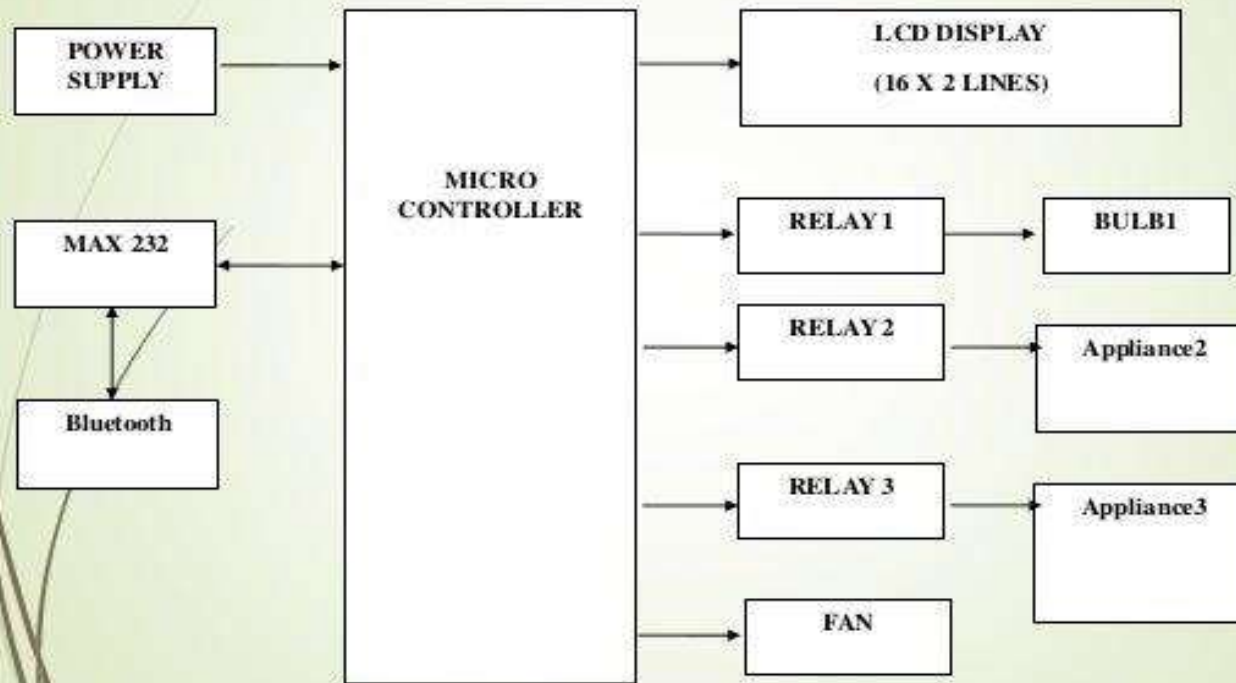 POWER
SUPPLY
MAX 232
Bluetooth
MICRO
CONTROLLER
LCD DISPLAY
(16 X 2 LINES)
RELAY 1
BULB1
RELAY 2
Appliance2
RELAY 3
Appliance3
FAN